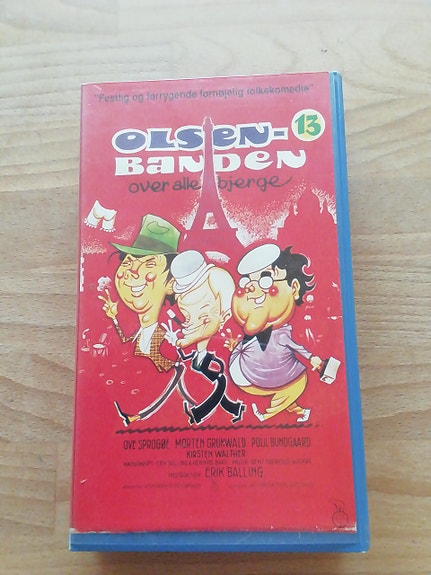 "Festlig og forrygende fornøjelig folkekomedie"
OLSEN-
13
BANDEN
over alle bjerge
OVE SPROGØE MORTEN GRUNWALD POUL BUNDGAARD
KIRSTEN WALTHER
ERIK BALLING